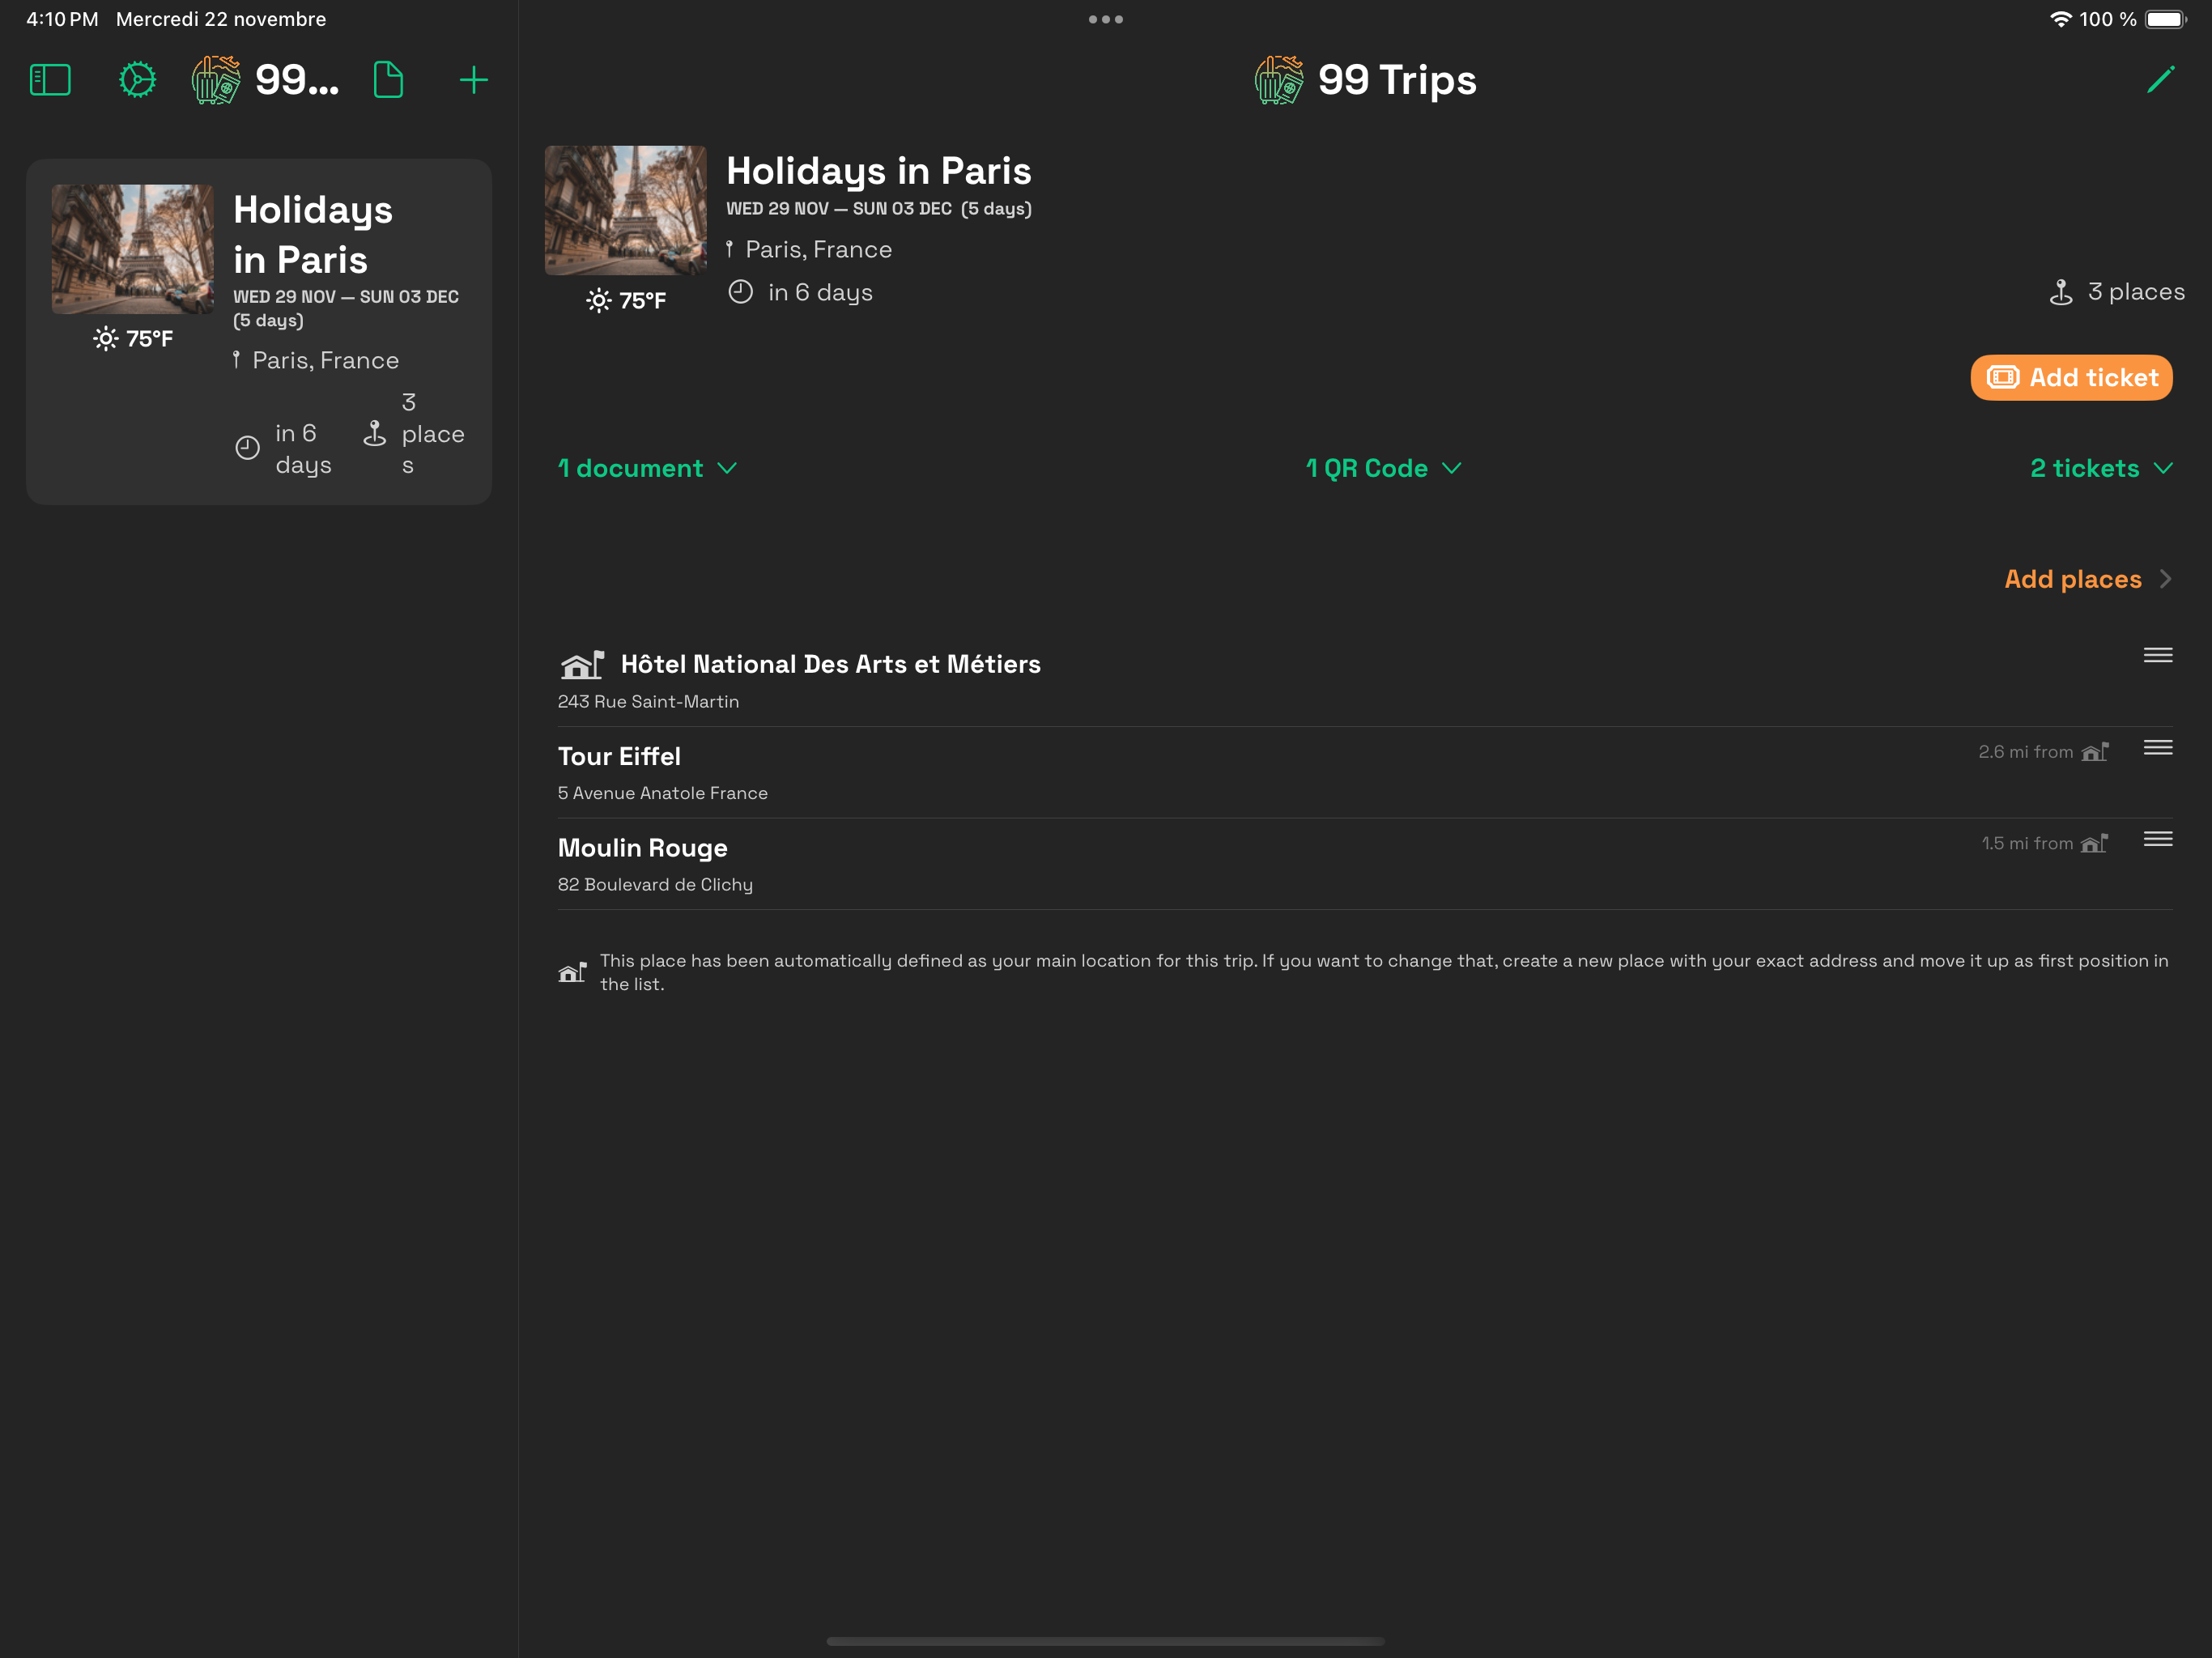 4:10 PM Mercredi 22 novembre
100 %
99...
Holidays
in Paris
WED 29 NOV — SUN 03 DEC
(5 days)
75°F
Paris, France
in 6
days
3
place
s
99 Trips
Holidays in Paris
WED 29 NOV — SUN 03 DEC (5 days)
Paris, France
75°F
in 6 days
3 places
Add ticket
1 document
1 QR Code
2 tickets
Add places
Hôtel National Des Arts et Métiers
243 Rue Saint-Martin
Tour Eiffel
2.6 mi from
5 Avenue Anatole France
Moulin Rouge
1.5 mi from
82 Boulevard de Clichy
This place has been automatically defined as your main location for this trip. If you want to change that, create a new place with your exact address and move it up as first position in
the list.